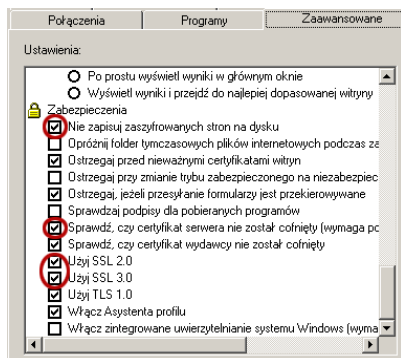 Połączenia Programy Zaawansowane
Ustawienia:
Po prostu wyświetl wyniki w głównym oknie
Wyświetl wyniki i przejdź do najlepiej dopasowanej witryny
Zabezpieczenia
Nie zapisuj zaszyfrowanych stron na dysku
Opróżnij folder tymczasowych plików internetowych podczas za
Ostrzegaj przed nieważnymi certyfikatami witryn
Ostrzegaj przy zmianie trybu zabezpieczonego na niezabezpiec
Ostrzegaj, jeżeli przesyłanie formularzy jest przekierowywane
Sprawdzaj podpisy dla pobieranych programów
Sprawdź, czy certyfikat serwera nie został cofnięty (wymaga po
Sprawdź, czy certyfikat wydawcy nie został cofnięty
Użyj SSL 2.0
Użyj SSL 3.0
Użyj TLS 1.0
Włącz Asystenta profilu
Włącz zintegrowane uwierzytelnianie systemu Windows (wyma